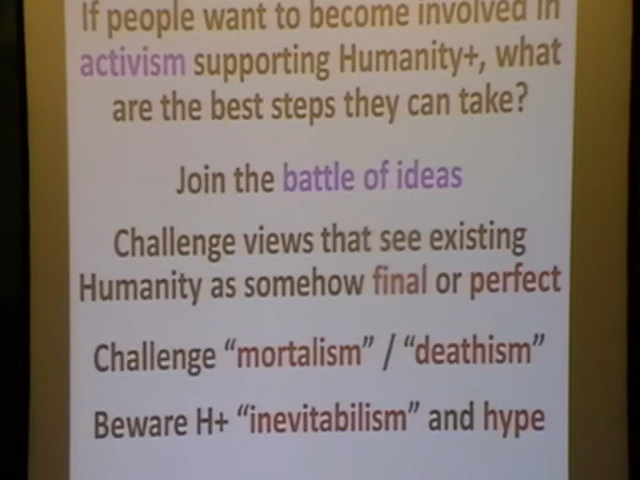 If people want to become involved in
activism supporting Humanity+, what
are the best steps they can take?
Join the battle of ideas
Challenge views that see existing
Humanity as somehow final or perfect
Challenge “mortalism” / “deathism”
Beware H+ “inevitabilism” and hype